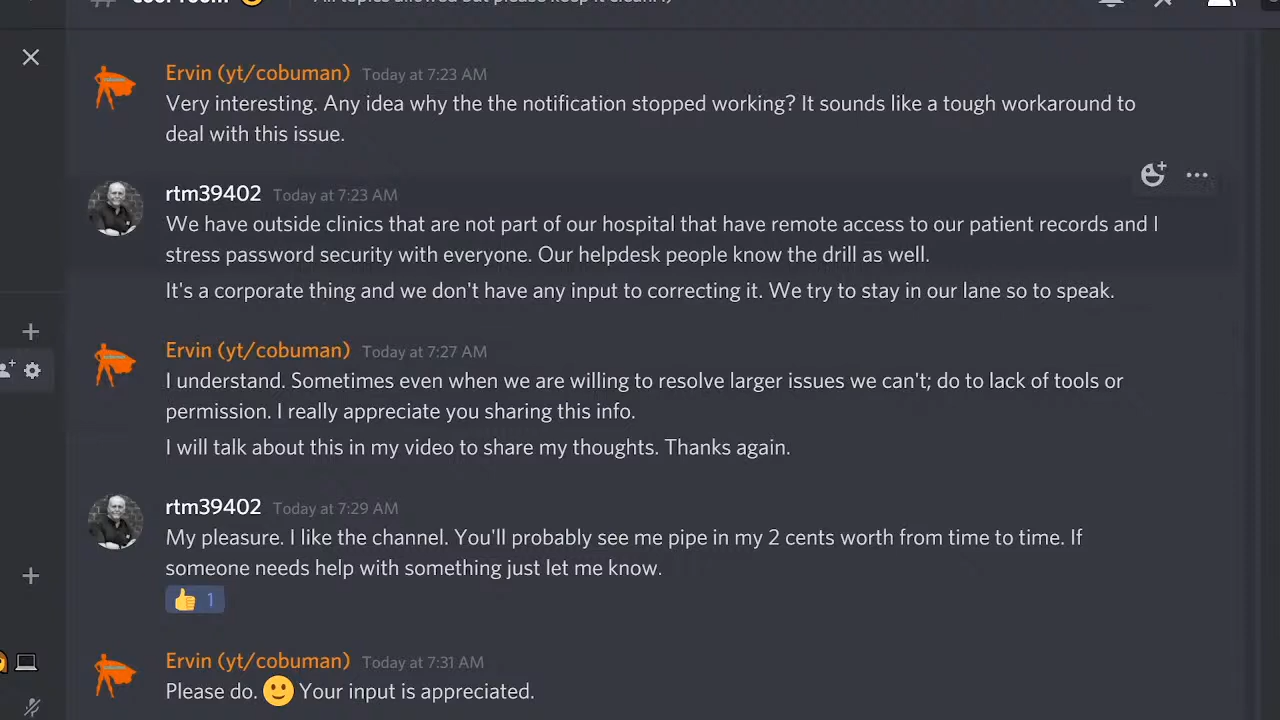 Ervin (yt/cobuman) Today at 7:23 AM
Very interesting. Any idea why the the notification stopped working? It sounds like a tough workaround to
deal with this issue.
rtm39402 Today at 7:23 AM
We have outside clinics that are not part of our hospital that have remote access to our patient records and I
stress password security with everyone. Our helpdesk people know the drill as well.
It's a corporate thing and we don't have any input to correcting it. We try to stay in our lane so to speak.
Ervin (yt/cobuman) Today at 7:27 AM
I understand. Sometimes even when we are willing to resolve larger issues we can't; do to lack of tools or
permission. I really appreciate you sharing this info.
I will talk about this in my video to share my thoughts. Thanks again.
rtm39402 Today at 7:29 AM
My pleasure. I like the channel. You'll probably see me pipe in my 2 cents worth from time to time. If
someone needs help with something just let me know.
1
Ervin (yt/cobuman) Today at 7:31 AM
Please do. 🙂 Your input is appreciated.